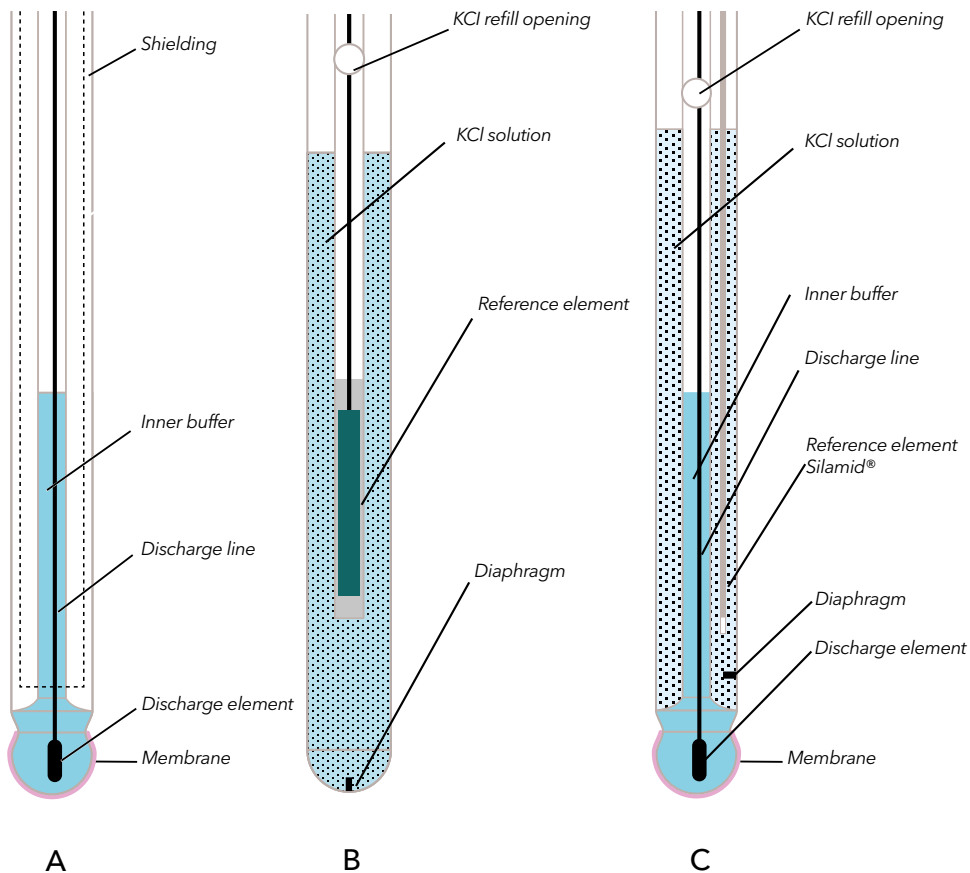 Shielding
Inner buffer
Discharge line
Discharge element
Membrane
A
KCl refill opening
KCl solution
Reference element
Diaphragm
B
KCl refill opening
KCl solution
Inner buffer
Discharge line
Reference element
Silamid®
Diaphragm
Discharge element
Membrane
C